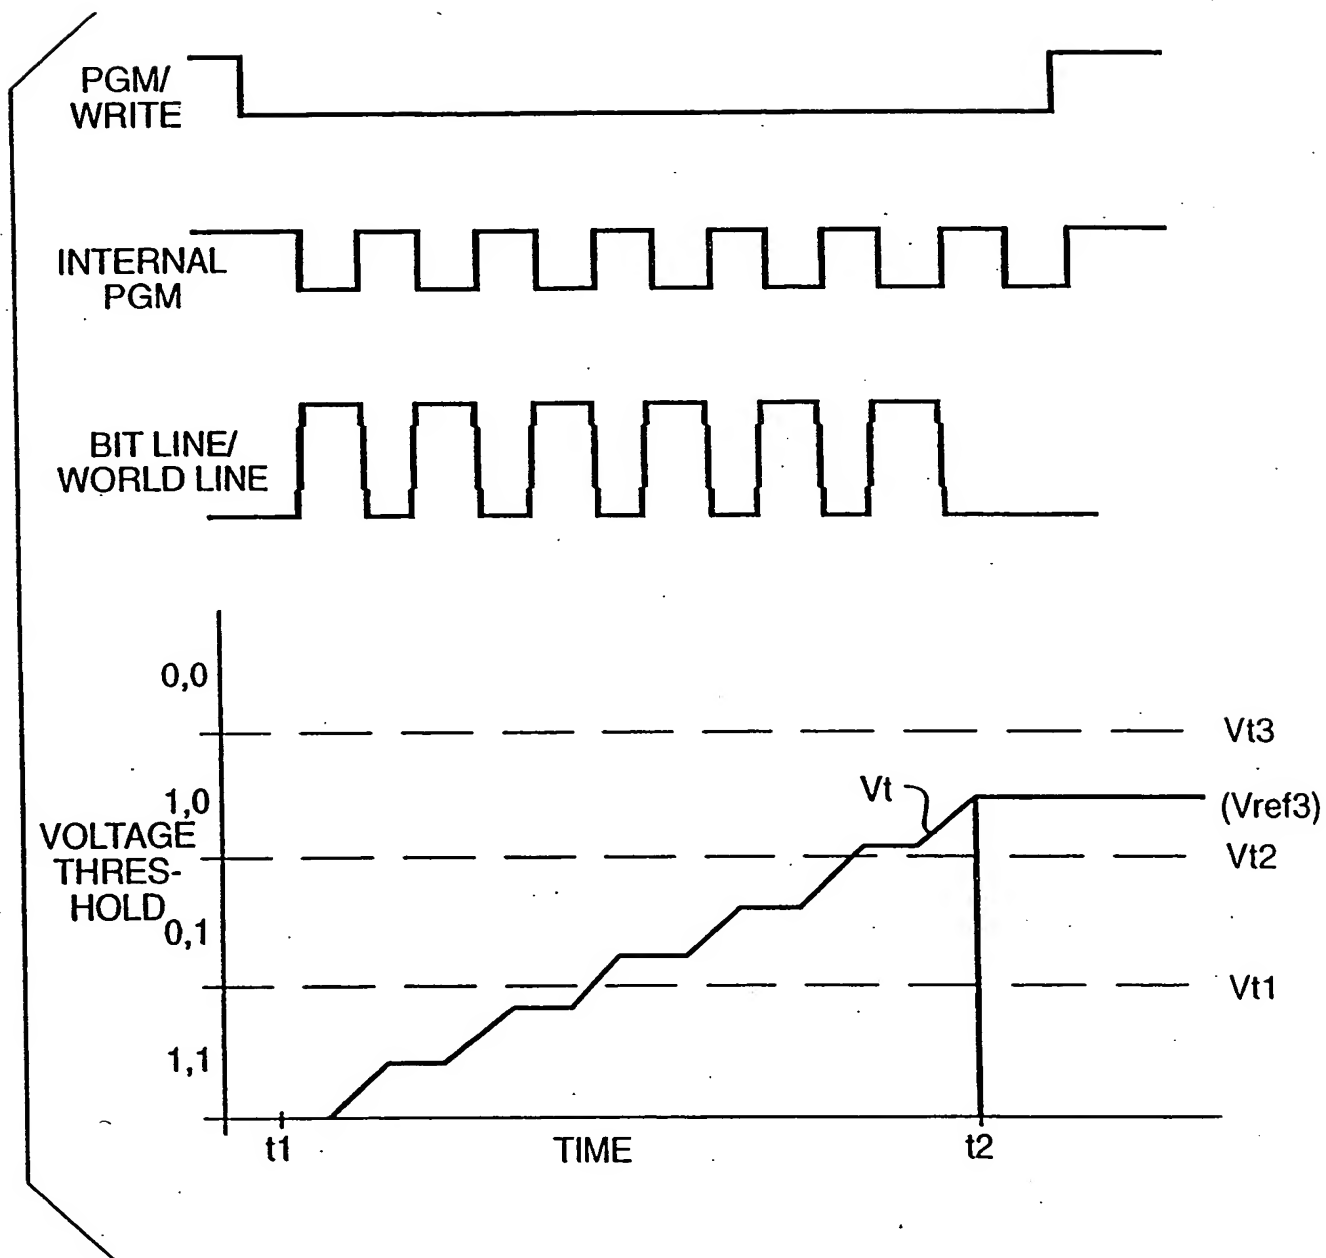 PGM/
WRITE
INTERNAL
PGM
BIT LINE/
WORLD LINE
0,0
Vt3
Vt
1,0
(Vref3)
VOLTAGE
THRES-
HOLD
Vt2
0,1
Vt1
1,1
t1
TIME
t2